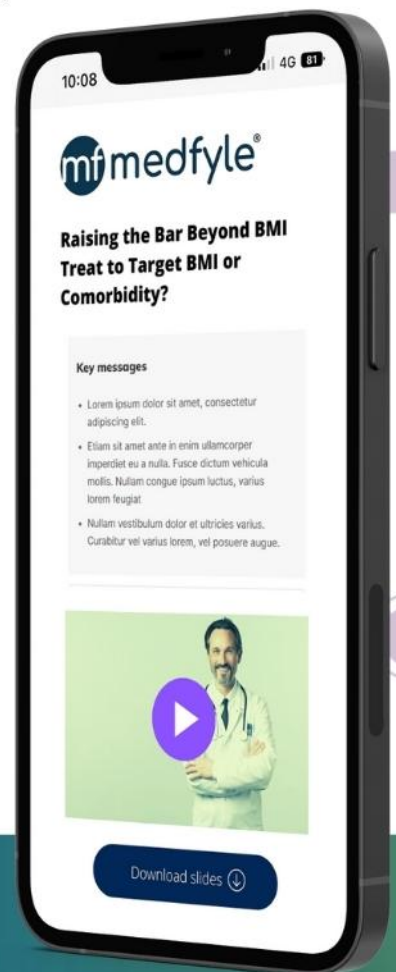 10:08
4G 81
mf medfyle®
Raising the Bar Beyond BMI
Treat to Target BMI or
Comorbidity?
Key messages
• Lorem ipsum dolor sit amet, consectetur
adipiscing elit.
• Etiam sit amet ante in enim ullamcorper
imperdiet eu a nulla. Fusce dictum vehicula
mollis. Nullam congue ipsum luctus, varius
lorem feugiat
• Nullam vestibulum dolor et ultricies varius.
Curabitur vel varius lorem, vel posuere augue.
Download slides